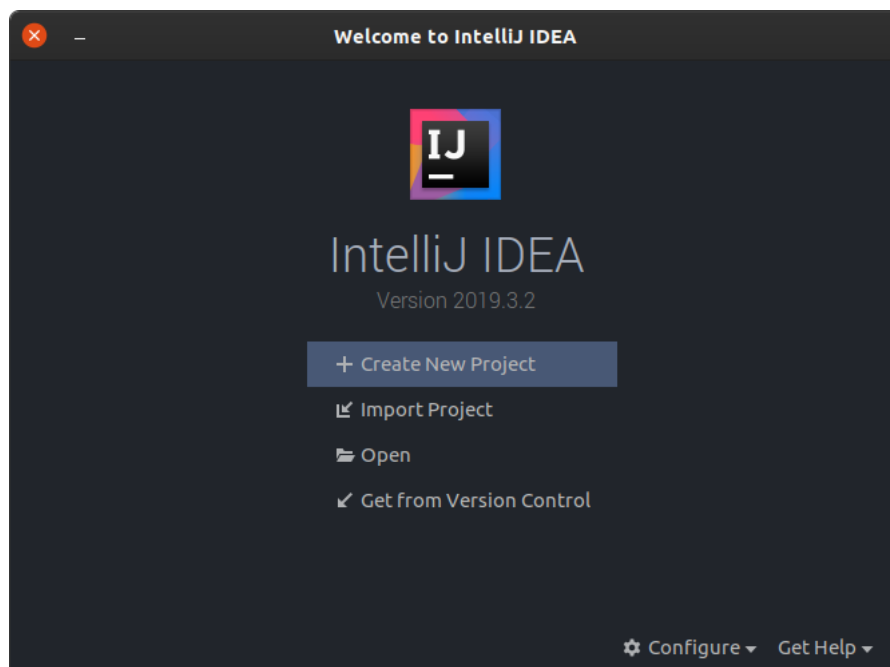 Welcome to IntelliJ IDEA
IJ
IntelliJ IDEA
Version 2019.3.2
Create New Project
Import Project
Open
Get from Version Control
Configure Get Help